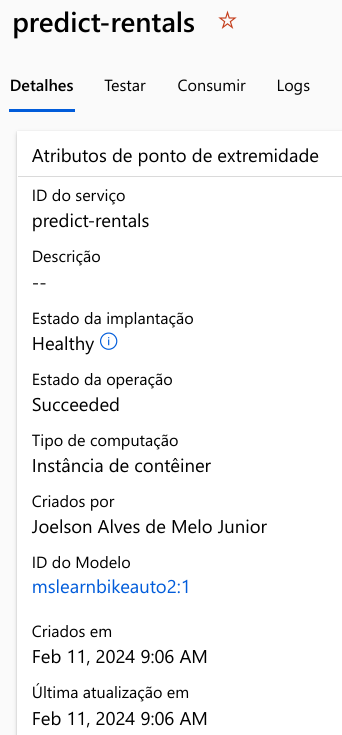 predict-rentals
Detalhes Testar Consumir Logs
Atributos de ponto de extremidade
ID do serviço
predict-rentals
Descrição
--
Estado da implantação
Healthy
Estado da operação
Succeeded
Tipo de computação
Instância de contêiner
Criados por
Joelson Alves de Melo Junior
ID do Modelo
mslearnbikeauto2:1
Criados em
Feb 11, 2024 9:06 AM
Última atualização em
Feb 11, 2024 9:06 AM